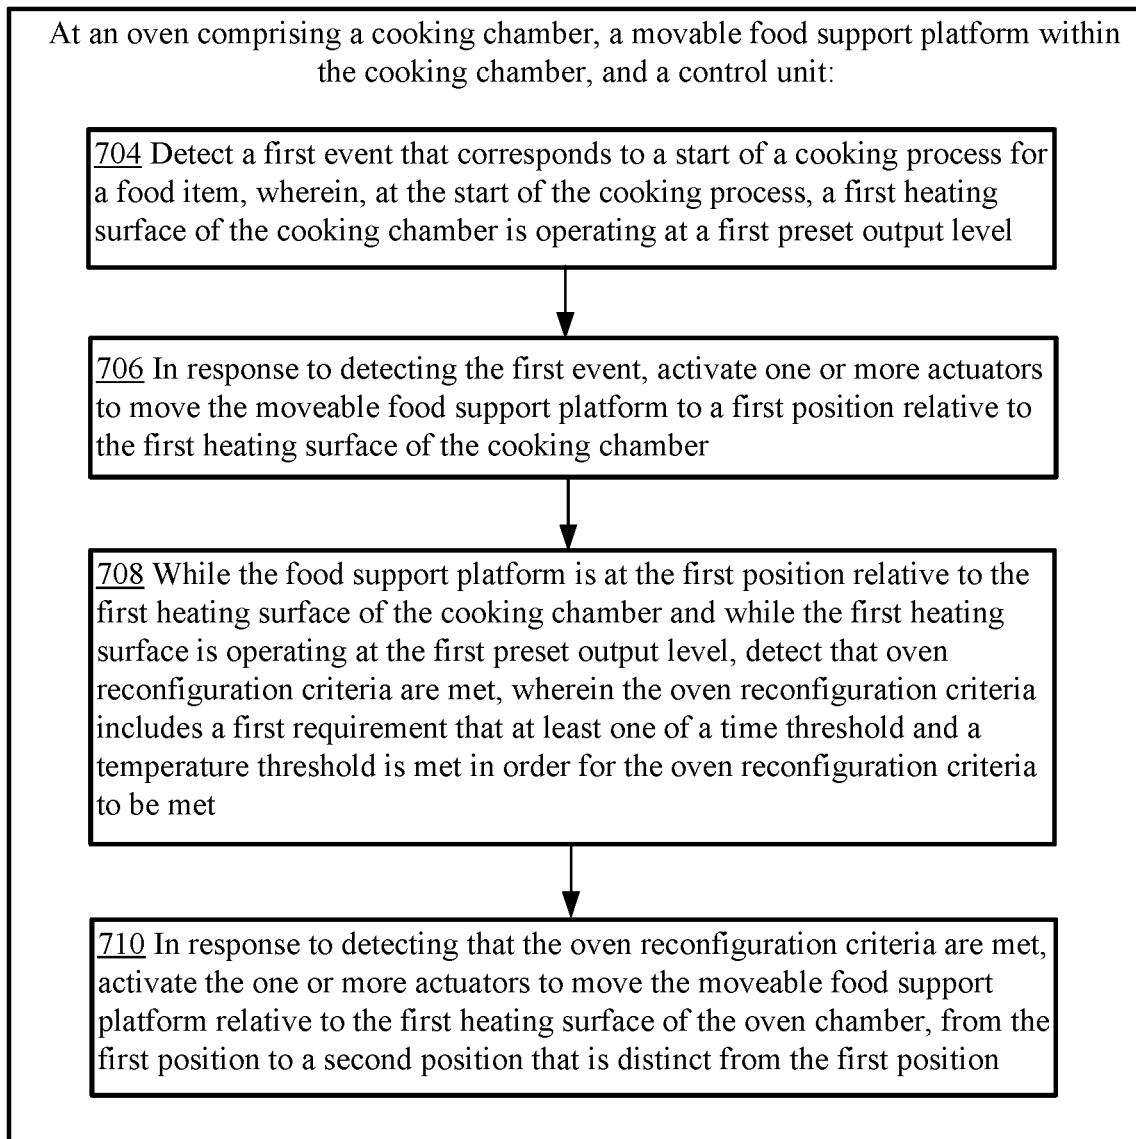 At an oven comprising a cooking chamber, a movable food support platform within
the cooking chamber, and a control unit:
704 Detect a first event that corresponds to a start of a cooking process for
a food item, wherein, at the start of the cooking process, a first heating
surface of the cooking chamber is operating at a first preset output level
706 In response to detecting the first event, activate one or more actuators
to move the moveable food support platform to a first position relative to
the first heating surface of the cooking chamber
708 While the food support platform is at the first position relative to the
first heating surface of the cooking chamber and while the first heating
surface is operating at the first preset output level, detect that oven
reconfiguration criteria are met, wherein the oven reconfiguration criteria
includes a first requirement that at least one of a time threshold and a
temperature threshold is met in order for the oven reconfiguration criteria
to be met
710 In response to detecting that the oven reconfiguration criteria are met,
activate the one or more actuators to move the moveable food support
platform relative to the first heating surface of the oven chamber, from the
first position to a second position that is distinct from the first position